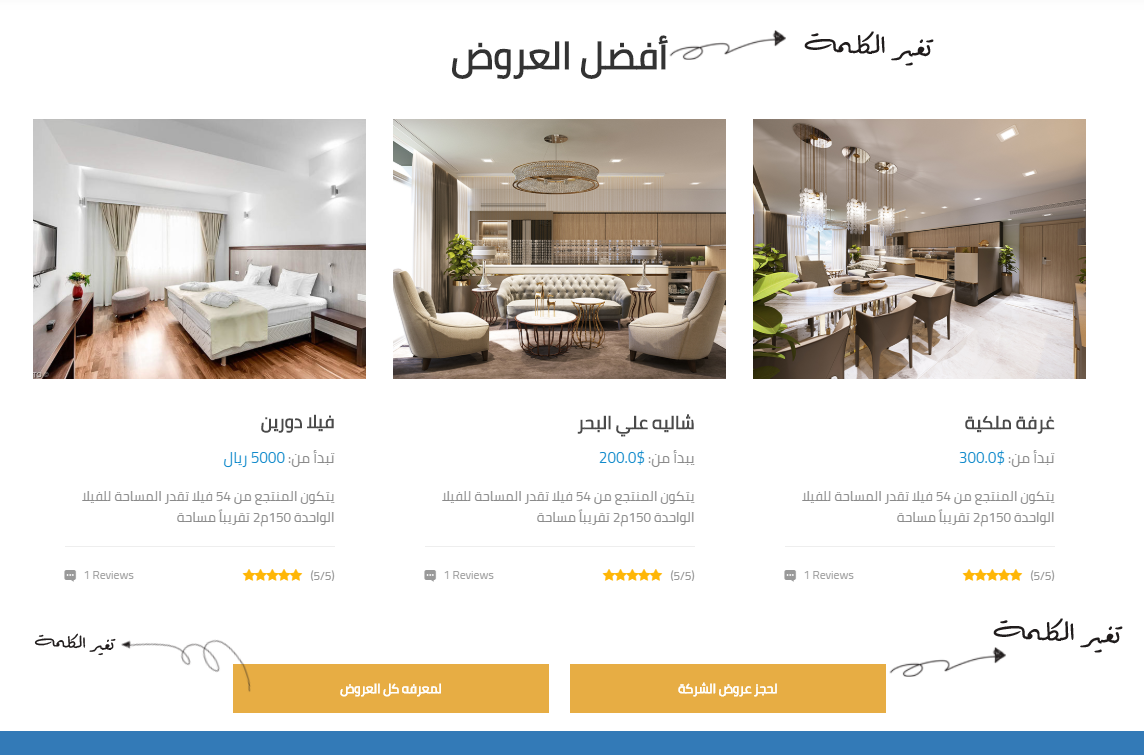 أفضل العروض
تغير الكلمة
غرفة ملكية
تبدأ من: 300.0$
يتكون المنتجع من 54 فيلا تقدر المساحة للفيلا
الواحدة 150م2 تقريباً مساحة
(5/5)
1 Reviews
شاليه علي البحر
يبدأ من: 200.0$
يتكون المنتجع من 54 فيلا تقدر المساحة للفيلا
الواحدة 150م2 تقريباً مساحة
(5/5)
1 Reviews
فيلا دورين
تبدأ من: 5000 ريال
يتكون المنتجع من 54 فيلا تقدر المساحة للفيلا
الواحدة 150م2 تقريباً مساحة
(5/5)
1 Reviews
تغير الكلمة
لحجز عروض الشركة
لمعرفه كل العروض
تغير الكلمة